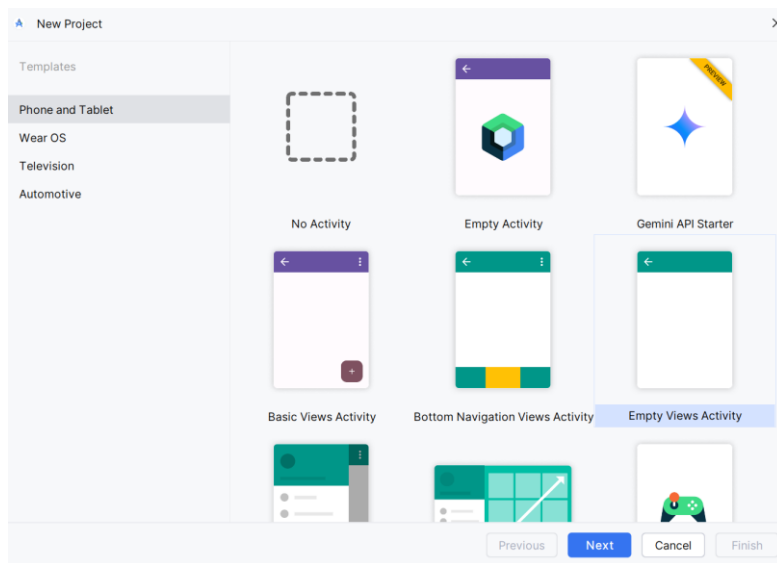 New Project
Templates
Phone and Tablet
Wear OS
Television
Automotive
PREVIEW
No Activity
Empty Activity
Gemini API Starter
Basic Views Activity
Bottom Navigation Views Activity
Empty Views Activity
Previous
Next
Cancel
Finish